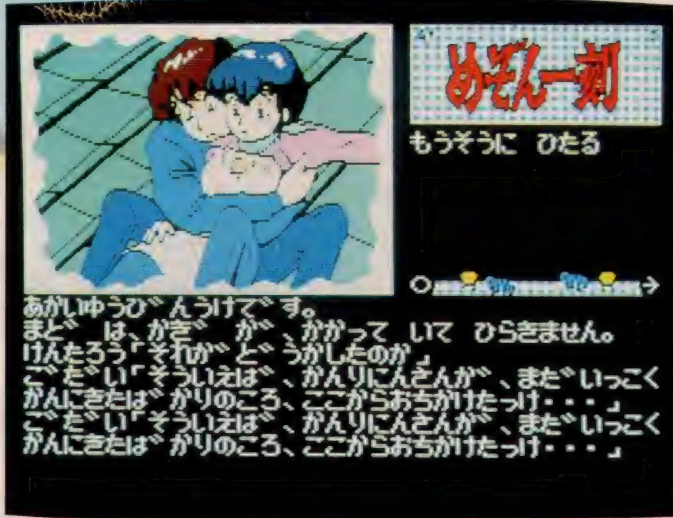 めぞん一刻
もうそうに ひたる
あかいゆうびんうけです。
まど は、かぎ が、かかって いて ひらきません。
けんたろう「それが どうかしたのか」
ごだい「そういえば、かんりにんさんが、まだ いっこく
かんにきたばかりのころ、ここからおちかけたっけ・・・」
ごだい「そういえば、かんりにんさんが、まだ いっこく
かんにきたばかりのころ、ここからおちかけたっけ・・・」